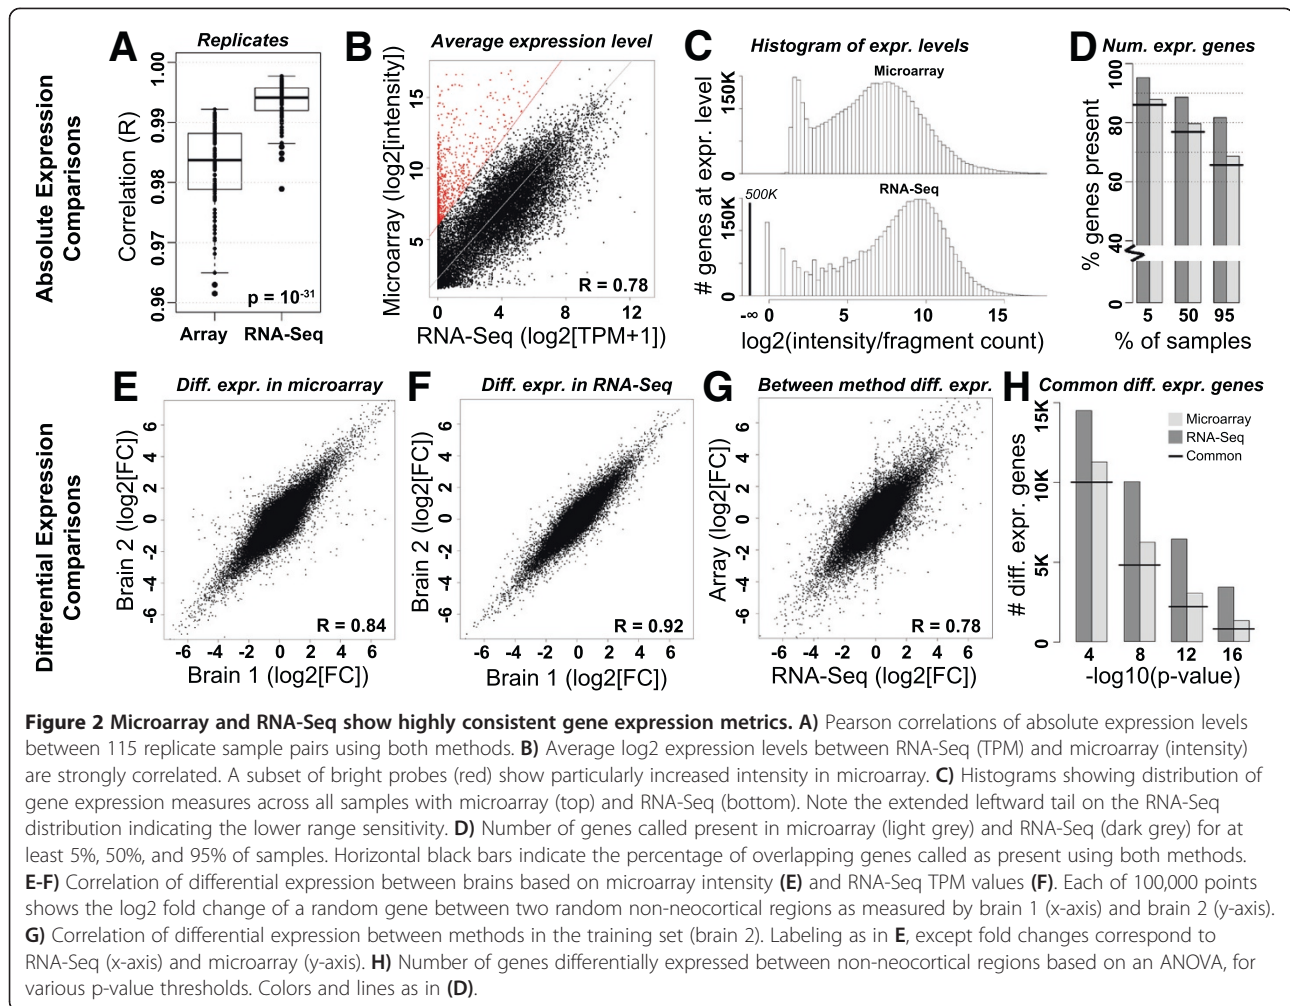 Absolute Expression
Comparisons
A
Replicates
Correlation (R)
1.00
0.99
0.98
0.97
0.96
p = 10-31
Array
RNA-Seq
B
Average expression level
Microarray (log2[intensity])
15
10
5
R = 0.78
0
4
8
12
RNA-Seq (log2[TPM+1])
C
Histogram of expr. levels
# genes at expr. level
Microarray
150K
0
RNA-Seq
500K
150K
0
-∞
0
5
10
15
log2(intensity/fragment count)
D
Num. expr. genes
% genes present
100
80
60
40
0
5
50
95
% of samples
Differential Expression
Comparisons
E
Diff. expr. in microarray
Brain 2 (log2[FC])
6
4
2
0
-2
-4
-6
R = 0.84
-6
-4
-2
0
2
4
6
Brain 1 (log2[FC])
F
Diff. expr. in RNA-Seq
Brain 2 (log2[FC])
6
4
2
0
-2
-4
-6
R = 0.92
-6
-4
-2
0
2
4
6
Brain 1 (log2[FC])
G
Between method diff. expr.
Array (log2[FC])
6
4
2
0
-2
-4
-6
R = 0.78
-6
-4
-2
0
2
4
6
RNA-Seq (log2[FC])
H
Common diff. expr. genes
# diff. expr. genes
15K
10K
5K
0
Microarray
RNA-Seq
Common
4
8
12
16
-log10(p-value)
Figure 2 Microarray and RNA-Seq show highly consistent gene expression metrics. A) Pearson correlations of absolute expression levels
between 115 replicate sample pairs using both methods. B) Average log2 expression levels between RNA-Seq (TPM) and microarray (intensity)
are strongly correlated. A subset of bright probes (red) show particularly increased intensity in microarray. C) Histograms showing distribution of
gene expression measures across all samples with microarray (top) and RNA-Seq (bottom). Note the extended leftward tail on the RNA-Seq
distribution indicating the lower range sensitivity. D) Number of genes called present in microarray (light grey) and RNA-Seq (dark grey) for at
least 5%, 50%, and 95% of samples. Horizontal black bars indicate the percentage of overlapping genes called as present using both methods.
E-F) Correlation of differential expression between brains based on microarray intensity (E) and RNA-Seq TPM values (F). Each of 100,000 points
shows the log2 fold change of a random gene between two random non-neocortical regions as measured by brain 1 (x-axis) and brain 2 (y-axis).
G) Correlation of differential expression between methods in the training set (brain 2). Labeling as in E, except fold changes correspond to
RNA-Seq (x-axis) and microarray (y-axis). H) Number of genes differentially expressed between non-neocortical regions based on an ANOVA, for
various p-value thresholds. Colors and lines as in (D).